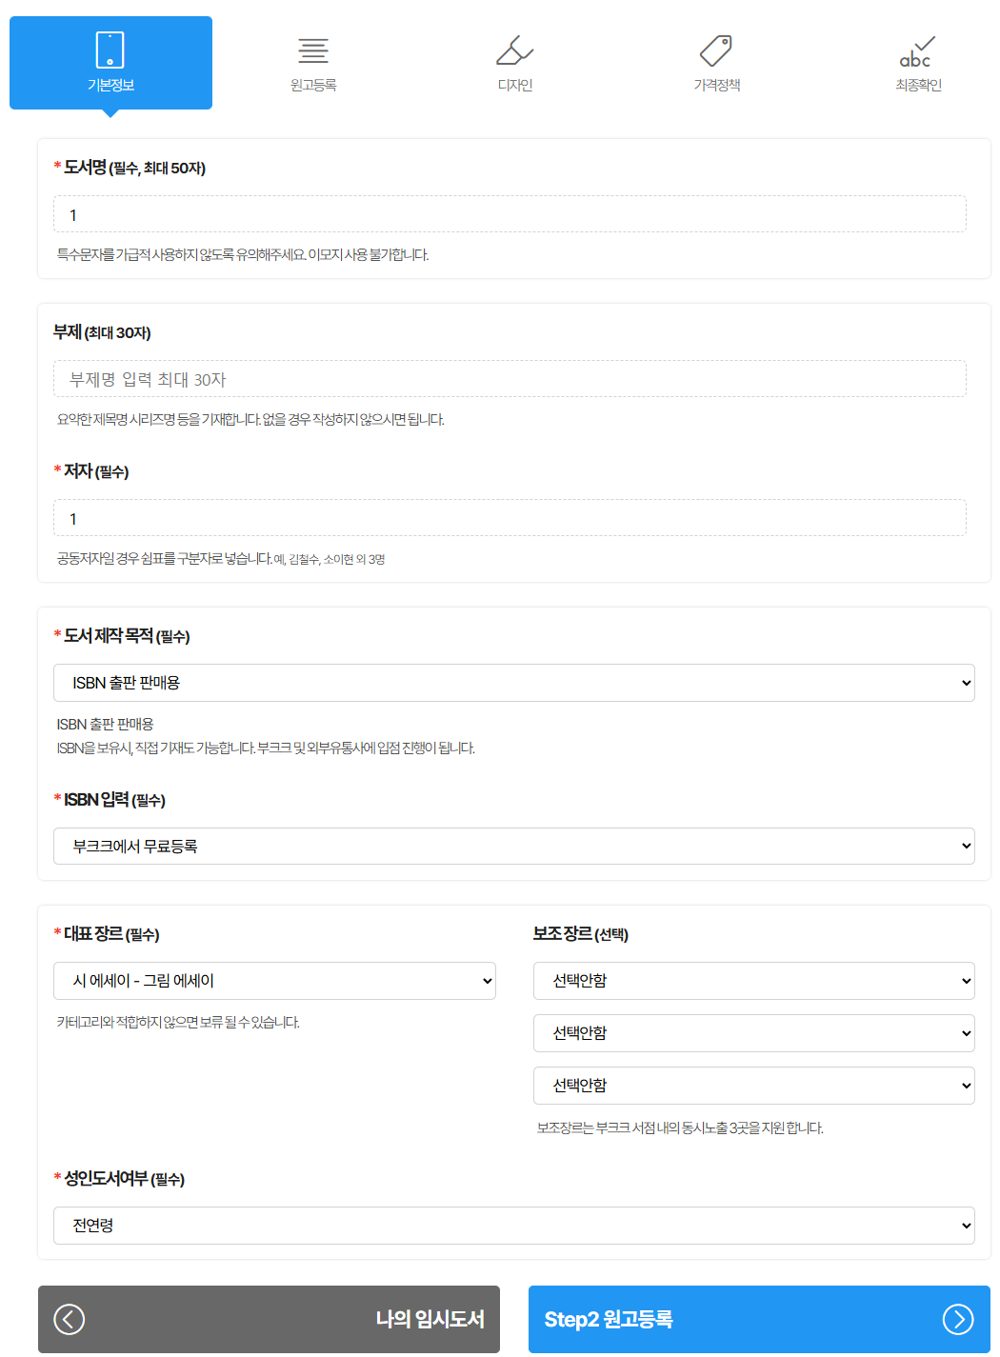 기본정보
원고등록
디자인
가격정책
abc
최종확인
* 도서명 (필수, 최대 50자)
1
특수문자를 가급적 사용하지 않도록 유의해주세요. 이모지 사용 불가합니다.
부제 (최대 30자)
부제명 입력 최대 30자
요약한 제목명 시리즈명 등을 기재합니다. 없을 경우 작성하지 않으시면 됩니다.
* 저자 (필수)
1
공동저자일 경우 쉼표를 구분자로 넣습니다. 예, 김철수, 소이현 외 3명
* 도서 제작 목적 (필수)
ISBN 출판 판매용
ISBN 출판 판매용
ISBN을 보유시, 직접 기재도 가능합니다. 부크크 및 외부유통사에 입점 진행이 됩니다.
* ISBN 입력 (필수)
부크크에서 무료등록
* 대표 장르 (필수)
시 에세이 - 그림 에세이
카테고리와 적합하지 않으면 보류 될 수 있습니다.
보조 장르 (선택)
선택안함
선택안함
선택안함
보조장르는 부크크 서점 내의 동시노출 3곳을 지원 합니다.
* 성인도서여부 (필수)
전연령
나의 임시도서
Step2 원고등록